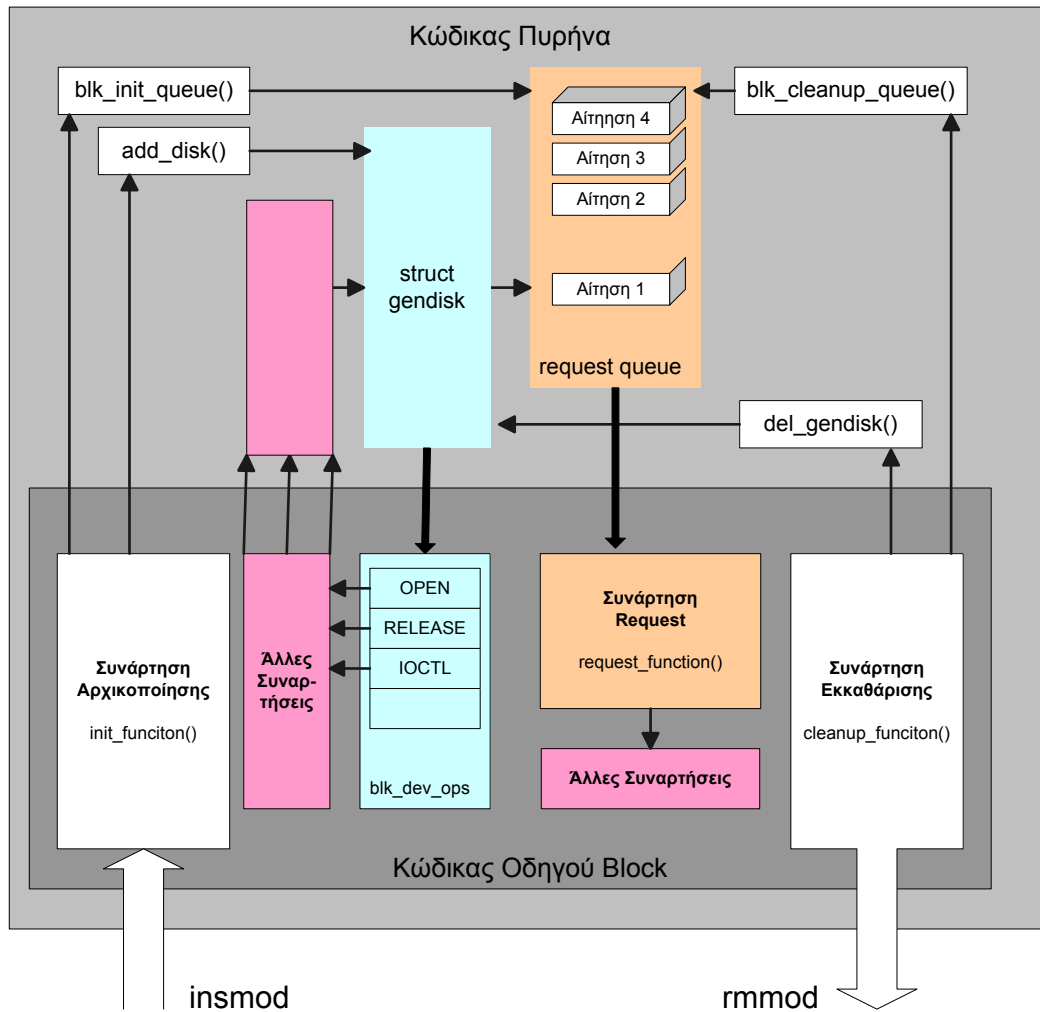 Κώδικας Πυρήνα
blk_init_queue()
blk_cleanup_queue()
Αίτηηση 4
add_disk()
Αίτηση 3
Αίτηση 2
struct
gendisk
Αίτηση 1
request queue
del_gendisk()
OPEN
RELEASE
IOCTL
blk_dev_ops
Συνάρτηση
Αρχικοποίησης
init_funciton()
Άλλες
Συναρ-
τήσεις
Συνάρτηση
Request
request_function()
Άλλες Συναρτήσεις
Συνάρτηση
Εκκαθάρισης
cleanup_funciton()
Κώδικας Οδηγού Block
insmod
rmmod